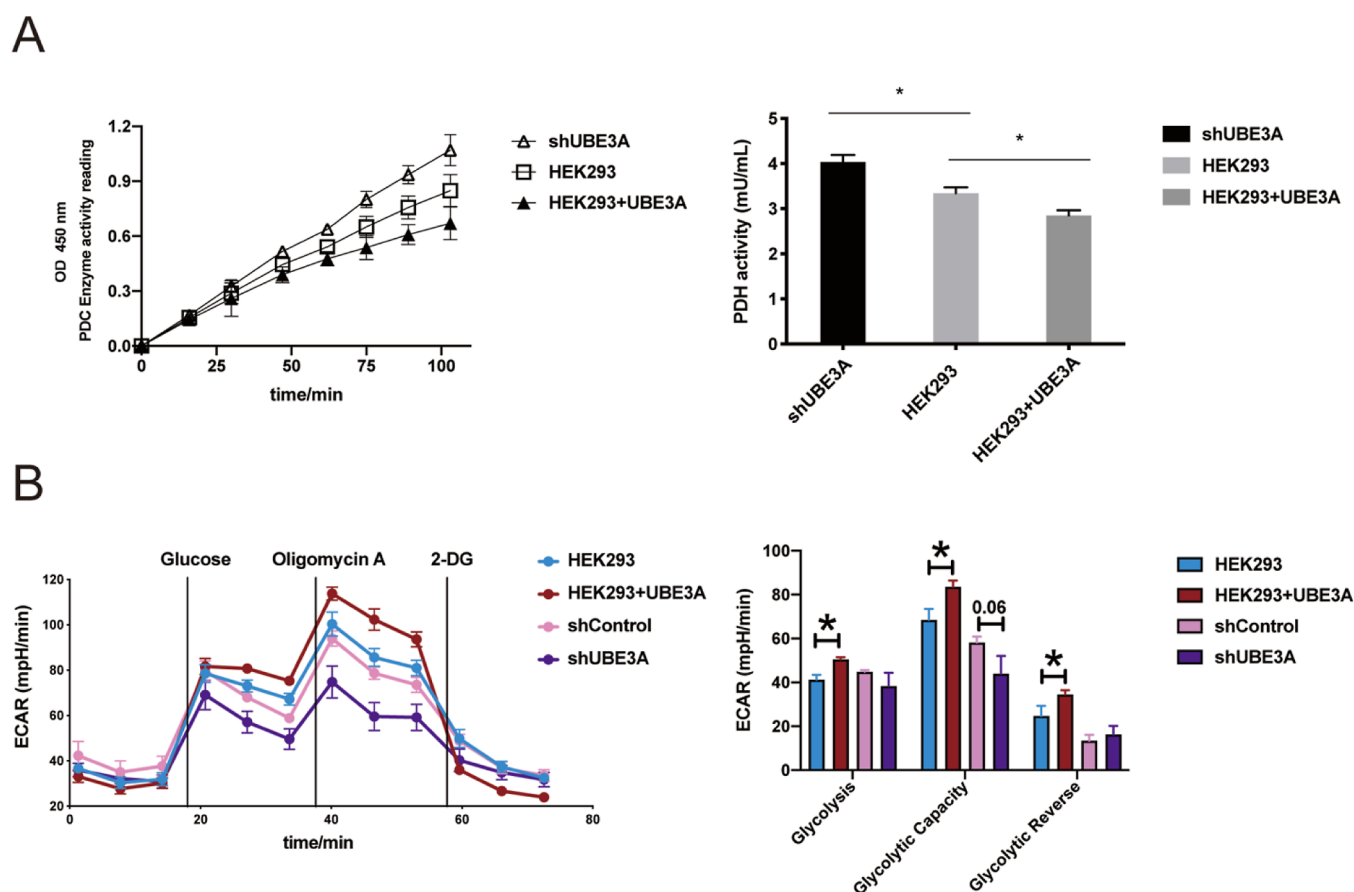 A
OD 450 nm
PDC Enzyme activity reading
1.2
0.9
0.6
0.3
0.0
0
25
50
75
100
time/min
shUBE3A
HEK293
HEK293+UBE3A
PDH activity (mU/mL)
5
4
3
2
1
0
*
*
shUBE3A
HEK293
HEK293+UBE3A
shUBE3A
HEK293
HEK293+UBE3A
B
ECAR (mpH/min)
120
100
80
60
40
20
0
20
40
60
80
time/min
Glucose
Oligomycin A
2-DG
HEK293
HEK293+UBE3A
shControl
shUBE3A
ECAR (mpH/min)
100
80
60
40
20
0
*
*
0.06
*
Glycolysis
Glycolytic Capacity
Glycolytic Reverse
HEK293
HEK293+UBE3A
shControl
shUBE3A